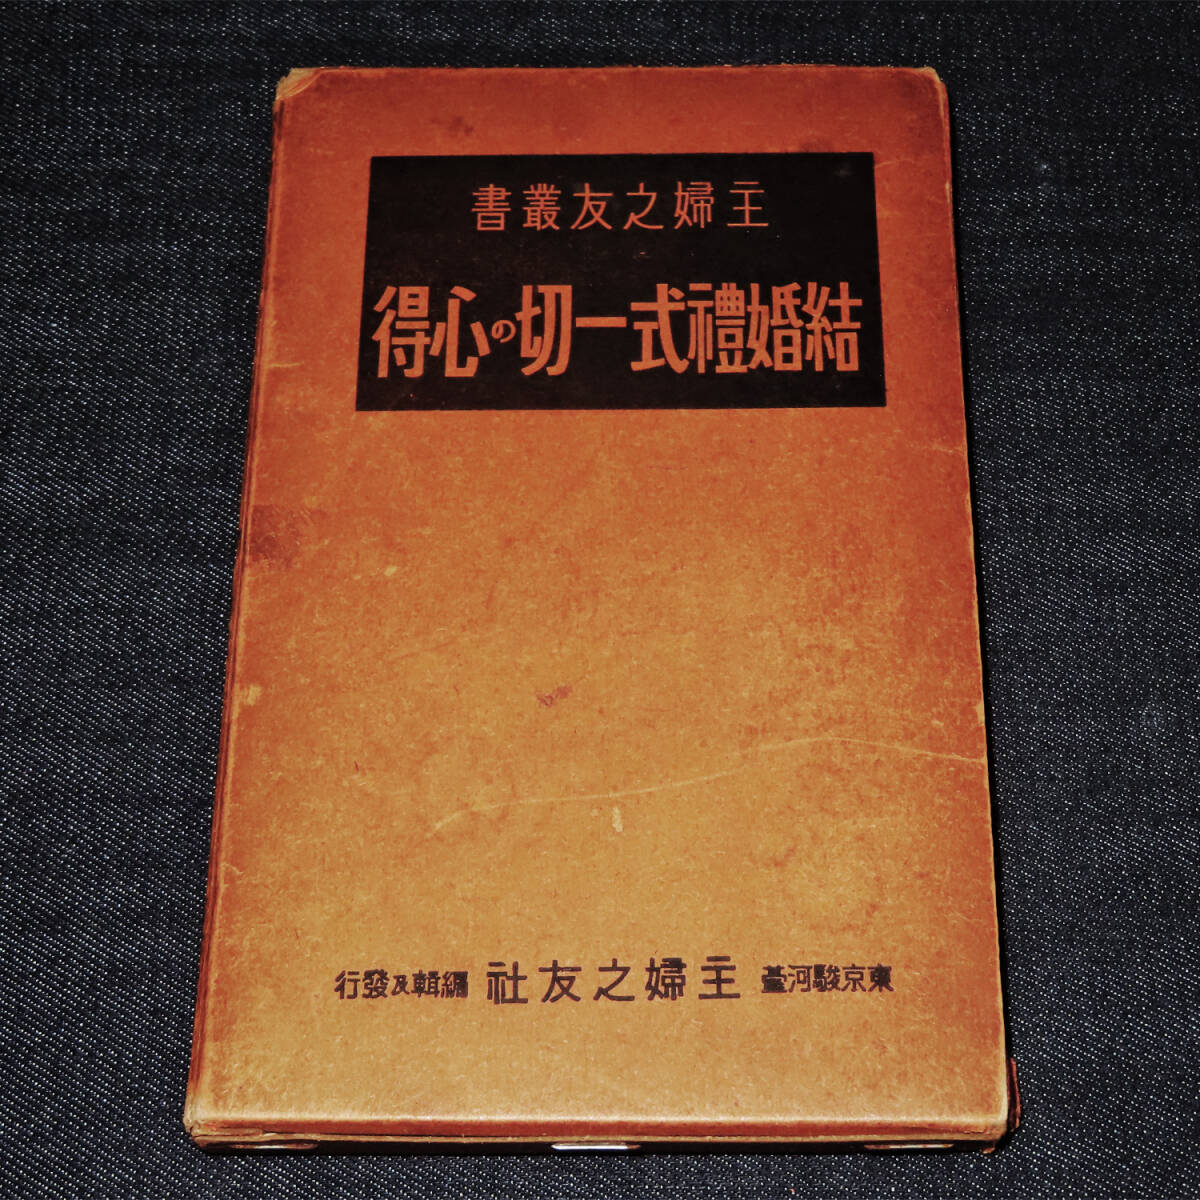 主婦之友叢書
結婚禮式一切の心得
東京駿河臺 主婦之友社 編輯及發行